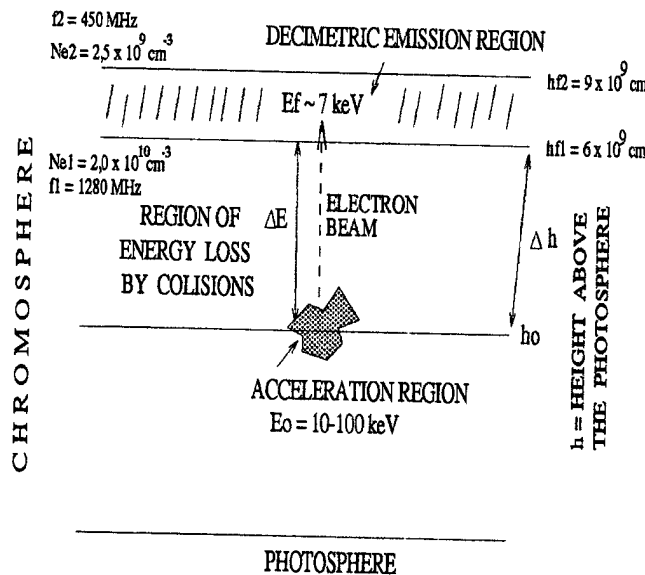 f2 = 450 MHz
Ne2 = 2,5 x 10^9 cm^-3
DECIMETRIC EMISSION REGION
hf2 = 9 x 10^9 cm
Ef ~ 7 keV
hf1 = 6 x 10^9 cm
Ne1 = 2,0 x 10^10 cm^-3
f1 = 1280 MHz
REGION OF
ENERGY LOSS
BY COLISIONS
ΔE
ELECTRON
BEAM
Δh
ho
ACCELERATION REGION
Eo = 10-100 keV
PHOTOSPHERE
CHROMOSPHERE
h = HEIGHT ABOVE
THE PHOTOSPHERE